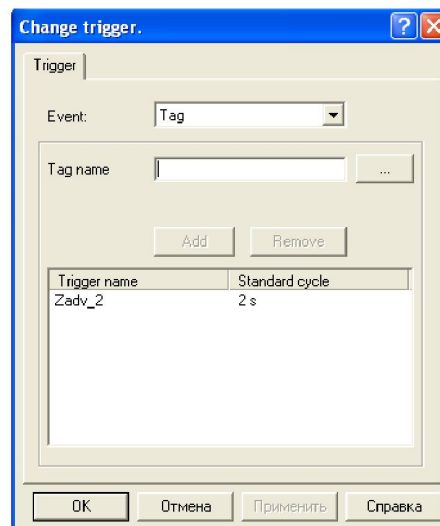 Change trigger.
Trigger
Event: Tag
Tag name ...
Add Remove
Trigger name Standard cycle
Zadv_2 2 s
OK Отмена Применить Справка